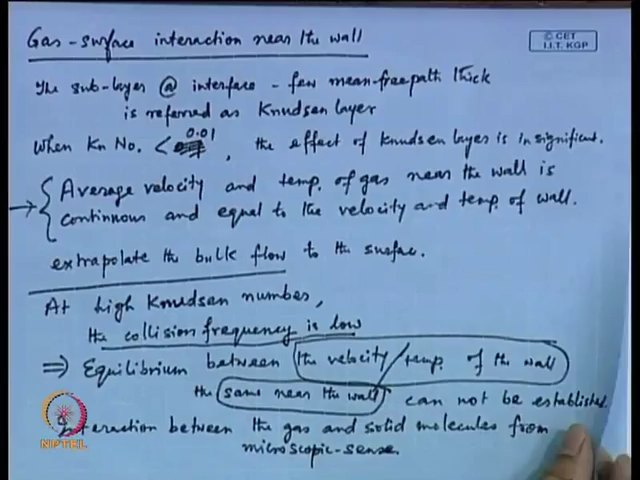 Gas-surface interaction near the wall
© CET
I.I.T. KGP
The sub-layer @ interface - few mean-free path thick
is referred as Knudsen layer
When Kn No. < 0.01, the effect of Knudsen layer is insignificant.
Average velocity and temp. of gas near the wall is
continuous and equal to the velocity and temp. of wall.
extrapolate the bulk flow to the surface.
At high Knudsen number,
the collision frequency is low
⇒ Equilibrium between the velocity/temp. of the wall
the same near the wall can not be established.
interaction between the gas and solid molecules from
microscopic-sense.
NPTEL